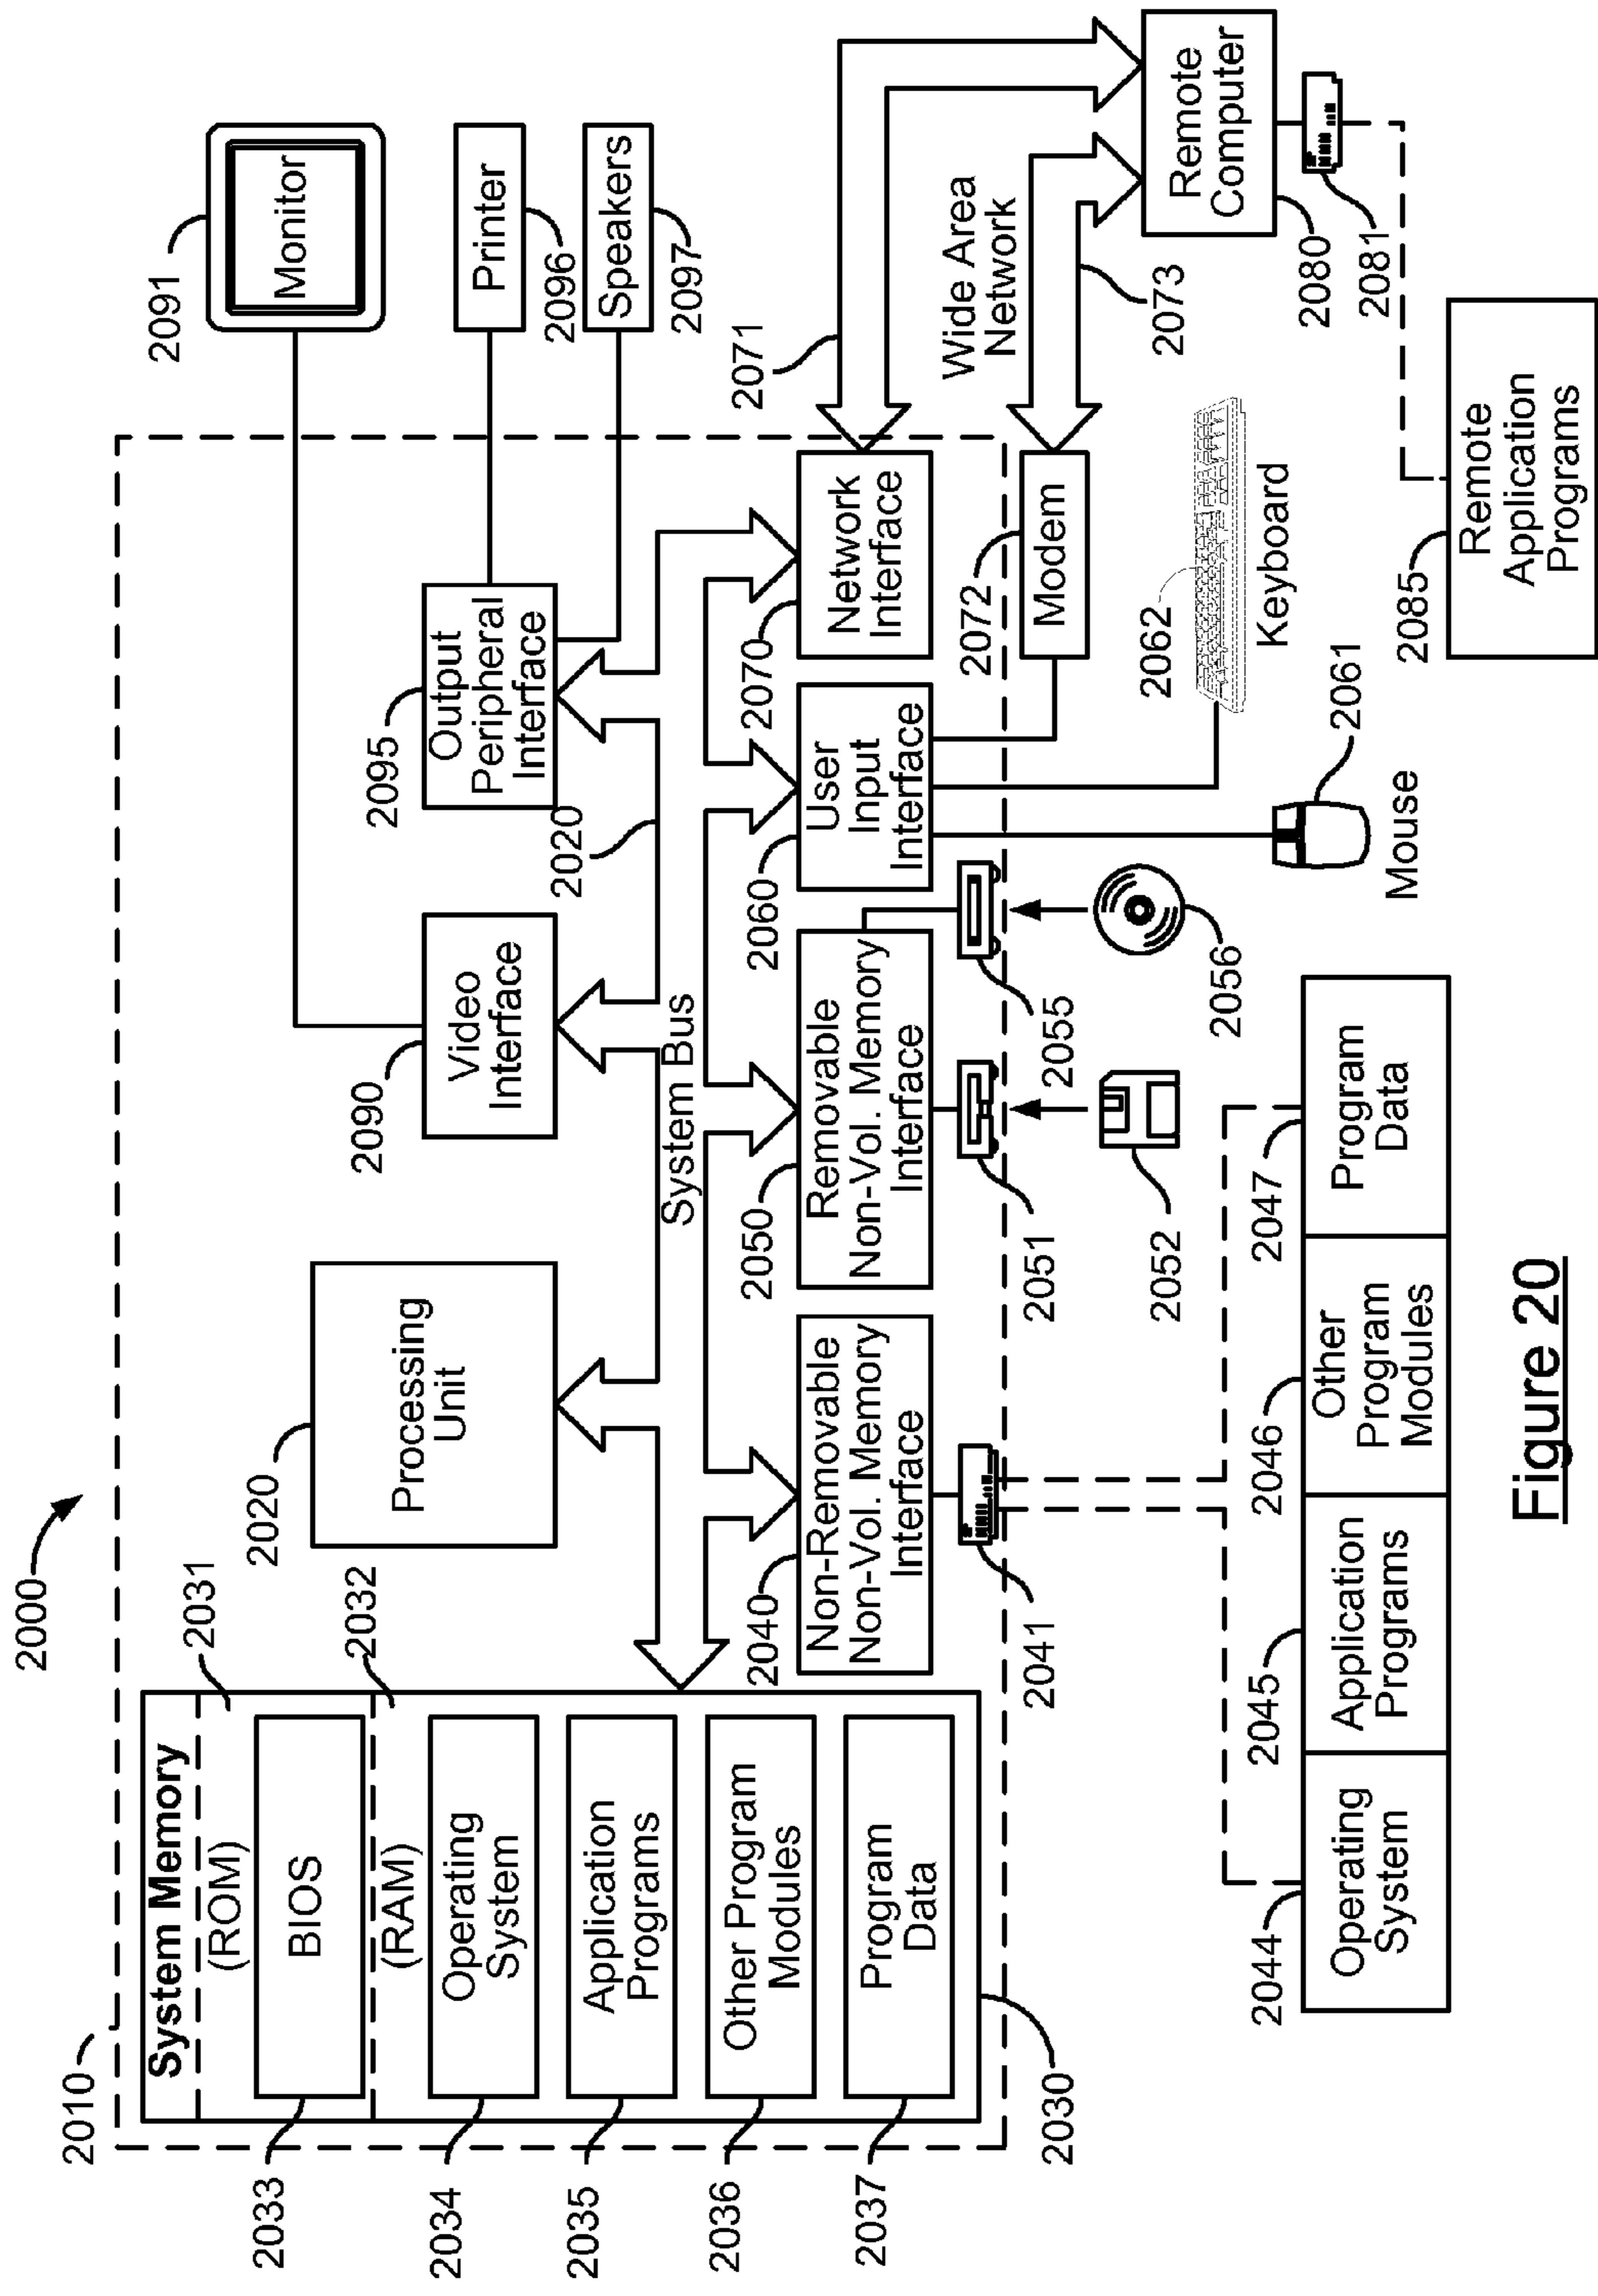 2000
2010
System Memory
(ROM)
2031
BIOS
2033
(RAM)
2032
Operating
System
2034
Application
Programs
2035
Other Program
Modules
2036
Program
Data
2037
2030
2020
Processing
Unit
2090
Video
Interface
2095
Output
Peripheral
Interface
2091
Monitor
Printer
2096
Speakers
2097
2020
System Bus
2040
Non-Removable
Non-Vol. Memory
Interface
2050
Removable
Non-Vol. Memory
Interface
2060
User
Input
Interface
2070
Network
Interface
2071
2041
2051
2055
2072
Modem
Wide Area
Network
2073
2052
2056
2062
Keyboard
2061
Mouse
Remote
Computer
2080
2081
2044
Operating
System
2045
Application
Programs
2046
Other
Program
Modules
2047
Program
Data
2085
Remote
Application
Programs
Figure 20